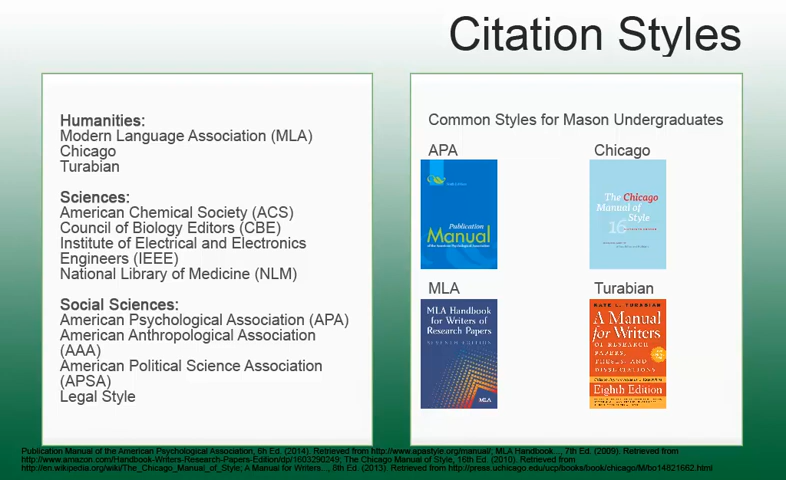 Citation Styles
Humanities:
Modern Language Association (MLA)
Chicago
Turabian
Sciences:
American Chemical Society (ACS)
Council of Biology Editors (CBE)
Institute of Electrical and Electronics
Engineers (IEEE)
National Library of Medicine (NLM)
Social Sciences:
American Psychological Association (APA)
American Anthropological Association
(AAA)
American Political Science Association
(APSA)
Legal Style
Common Styles for Mason Undergraduates
APA
Publication
Manual
of the American Psychological Association
Chicago
The Chicago
Manual of
Style
16
MLA
MLA Handbook
for Writers of
Research Papers
SEVENTH EDITION
MLA
Turabian
KATE L. TURABIAN
A Manual
for Writers
OF RESEARCH
PAPERS,
THESES, AND
DISSERTATIONS
Eighth Edition
Publication Manual of the American Psychological Association, 6h Ed. (2014). Retrieved from http://www.apastyle.org/manual/; MLA Handbook..., 7th Ed. (2009). Retrieved from
http://www.amazon.com/Handbook-Writers-Research-Papers-Edition/dp/1603290249; The Chicago Manual of Style, 16th Ed. (2010). Retrieved from
http://en.wikipedia.org/wiki/The_Chicago_Manual_of_Style; A Manual for Writers..., 8th Ed. (2013). Retrieved from http://press.uchicago.edu/ucp/books/book/chicago/M/bo14821662.html